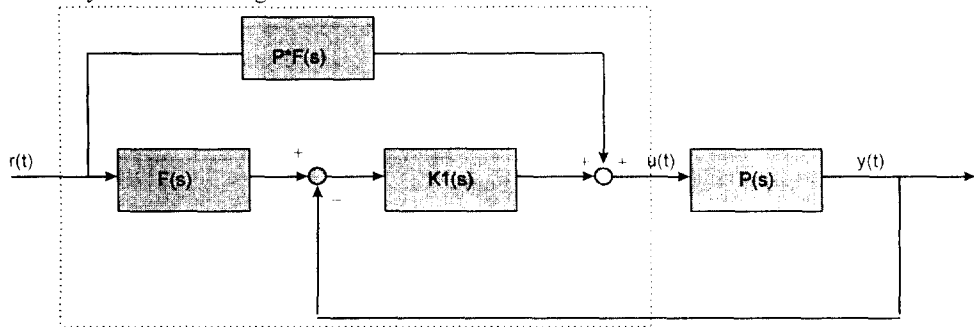 P*F(s)
r(t)
F(s)
+
−
K1(s)
+
+
u(t)
P(s)
y(t)